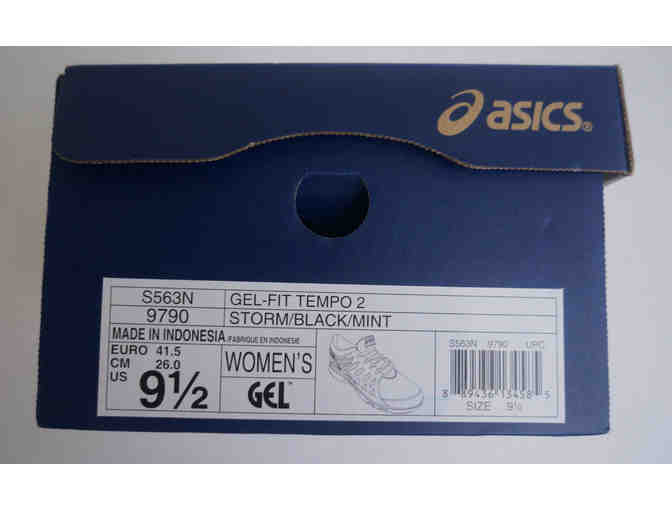 asics®
S563N GEL-FIT TEMPO 2
9790 STORM/BLACK/MINT
MADE IN INDONESIA /FABRIQUE EN INDONESIE
EURO 41.5
CM 26.0
US 9½
WOMEN'S
GEL™
S563N 9790 UPC
8 89436 13458 5
SIZE 9½